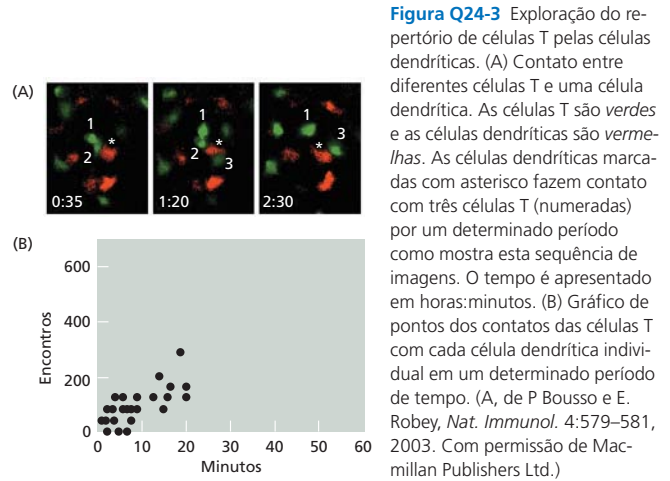 Figura Q24-3 Exploração do re-
pertório de células T pelas células
dendríticas. (A) Contato entre
diferentes células T e uma célula
dendrítica. As células T são verdes
e as células dendríticas são verme-
lhas. As células dendríticas marca-
das com asterisco fazem contato
com três células T (numeradas)
por um determinado período
como mostra esta sequência de
imagens. O tempo é apresentado
em horas:minutos. (B) Gráfico de
pontos dos contatos das células T
com cada célula dendrítica indivi-
dual em um determinado período
de tempo. (A, de P Bousso e E.
Robey, Nat. Immunol. 4:579–581,
2003. Com permissão de Mac-
millan Publishers Ltd.)
(A)
1
*
2
0:35
1
*
2
3
1:20
1
3
*
2:30
(B)
600
400
200
0
Encontros
0 10 20 30 40 50 60
Minutos